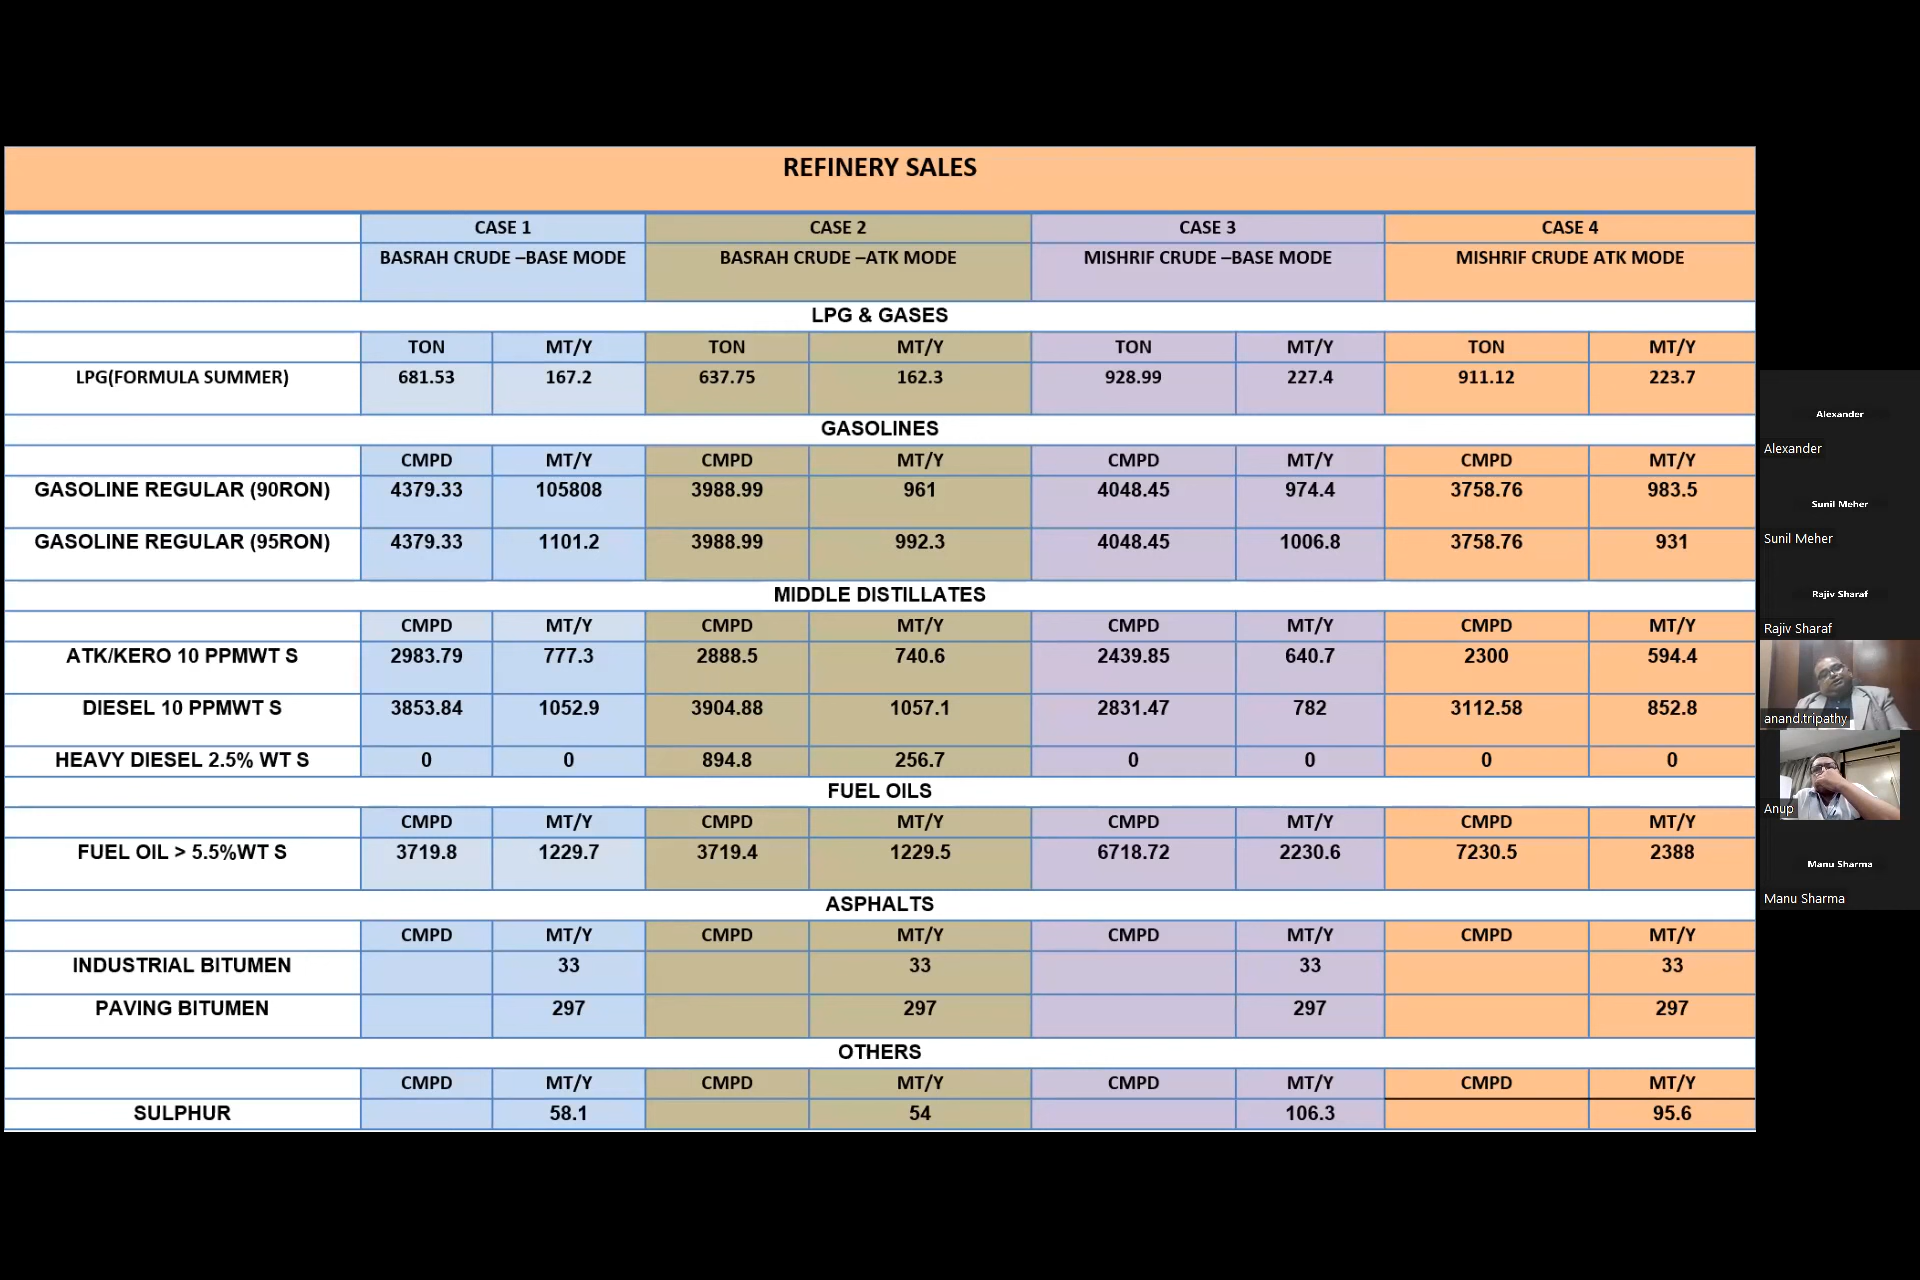 REFINERY SALES
CASE 1 CASE 2 CASE 3 CASE 4
BASRAH CRUDE –BASE MODE BASRAH CRUDE –ATK MODE MISHRIF CRUDE –BASE MODE MISHRIF CRUDE ATK MODE
LPG & GASES
TON MT/Y TON MT/Y TON MT/Y TON MT/Y
LPG(FORMULA SUMMER) 681.53 167.2 637.75 162.3 928.99 227.4 911.12 223.7
GASOLINES
CMPD MT/Y CMPD MT/Y CMPD MT/Y CMPD MT/Y
GASOLINE REGULAR (90RON) 4379.33 105808 3988.99 961 4048.45 974.4 3758.76 983.5
GASOLINE REGULAR (95RON) 4379.33 1101.2 3988.99 992.3 4048.45 1006.8 3758.76 931
MIDDLE DISTILLATES
CMPD MT/Y CMPD MT/Y CMPD MT/Y CMPD MT/Y
ATK/KERO 10 PPMWT S 2983.79 777.3 2888.5 740.6 2439.85 640.7 2300 594.4
DIESEL 10 PPMWT S 3853.84 1052.9 3904.88 1057.1 2831.47 782 3112.58 852.8
HEAVY DIESEL 2.5% WT S 0 0 894.8 256.7 0 0 0 0
FUEL OILS
CMPD MT/Y CMPD MT/Y CMPD MT/Y CMPD MT/Y
FUEL OIL > 5.5%WT S 3719.8 1229.7 3719.4 1229.5 6718.72 2230.6 7230.5 2388
ASPHALTS
CMPD MT/Y CMPD MT/Y CMPD MT/Y CMPD MT/Y
INDUSTRIAL BITUMEN 33 33 33 33
PAVING BITUMEN 297 297 297 297
OTHERS
CMPD MT/Y CMPD MT/Y CMPD MT/Y CMPD MT/Y
SULPHUR 58.1 54 106.3 95.6
Alexander
Alexander
Sunil Meher
Sunil Meher
Rajiv Sharaf
Rajiv Sharaf
anand.tripathy
Anup
Manu Sharma
Manu Sharma